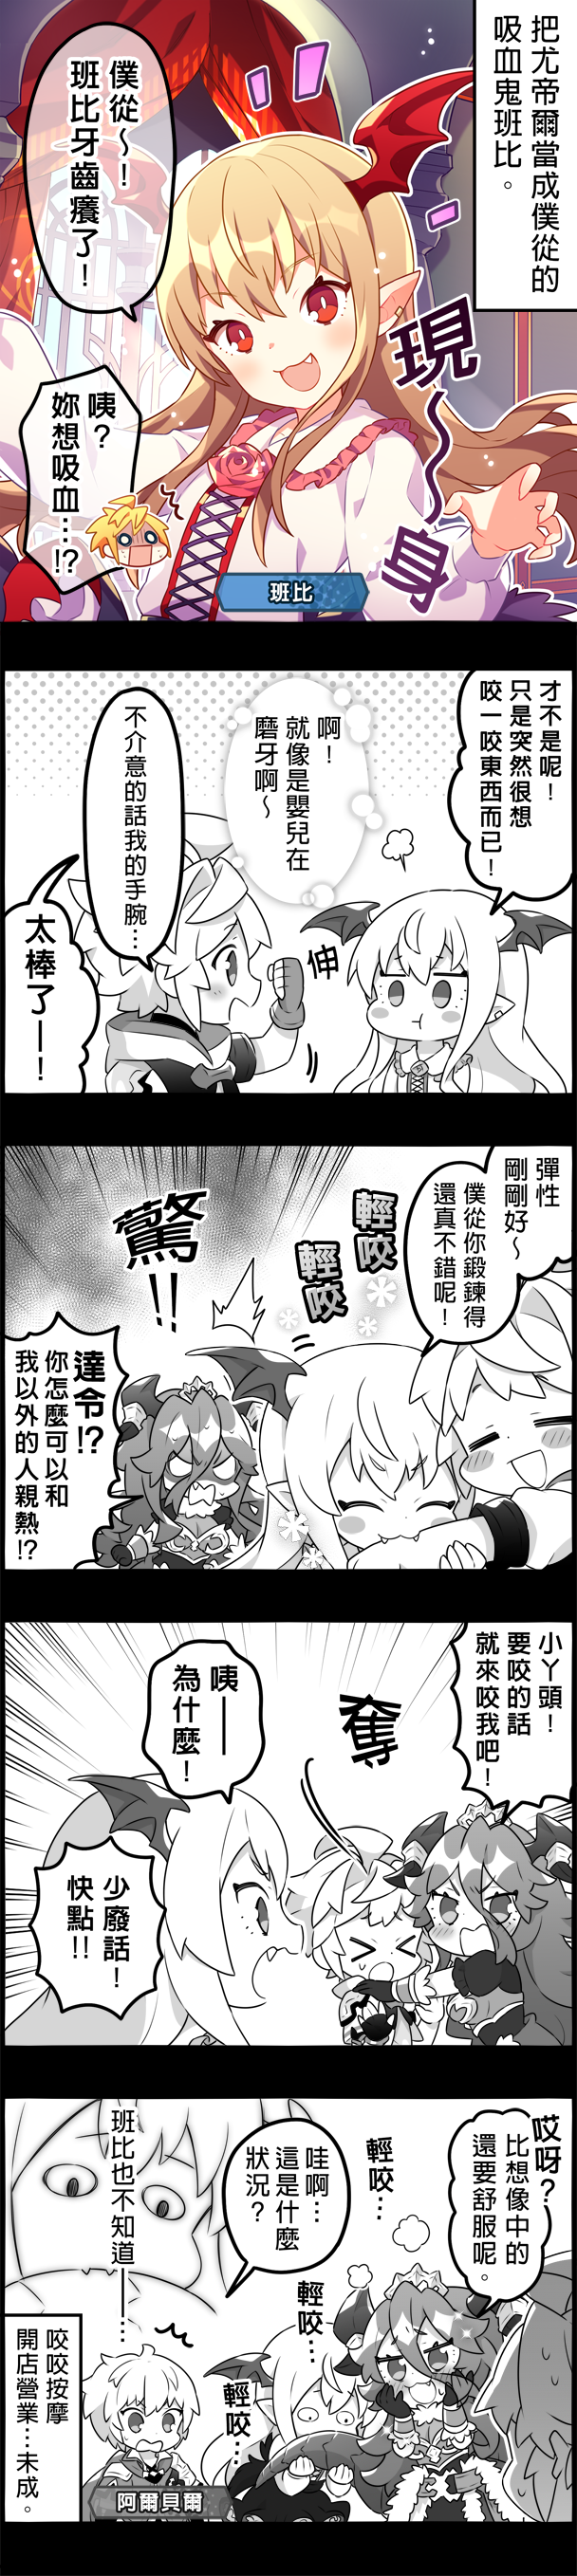 把尤帝爾當成僕從的
吸血鬼班比。
僕從～！
班比牙齒癢了！
現～身
咦？
妳想吸血…!?
班比
才不是呢！
只是突然很想
咬一咬東西而已！
啊！
就像是嬰兒在
磨牙啊～
伸
不介意的話我的手腕…
太棒了——！
彈性
剛剛好～
僕從你鍛鍊得
還真不錯呢！
輕咬
輕咬
驚!!
達令!?
你怎麼可以和
我以外的人親熱!?
小丫頭！
要咬的話
就來咬我吧！
奪
咦——
為什麼！
少廢話！
快點!!
哎呀？
比想像中的
還要舒服呢。
輕咬…
哇啊…
這是什麼
狀況？
輕咬…
輕咬…
班比也不知道——…
咬咬按摩
開店營業…未成。
阿爾貝爾